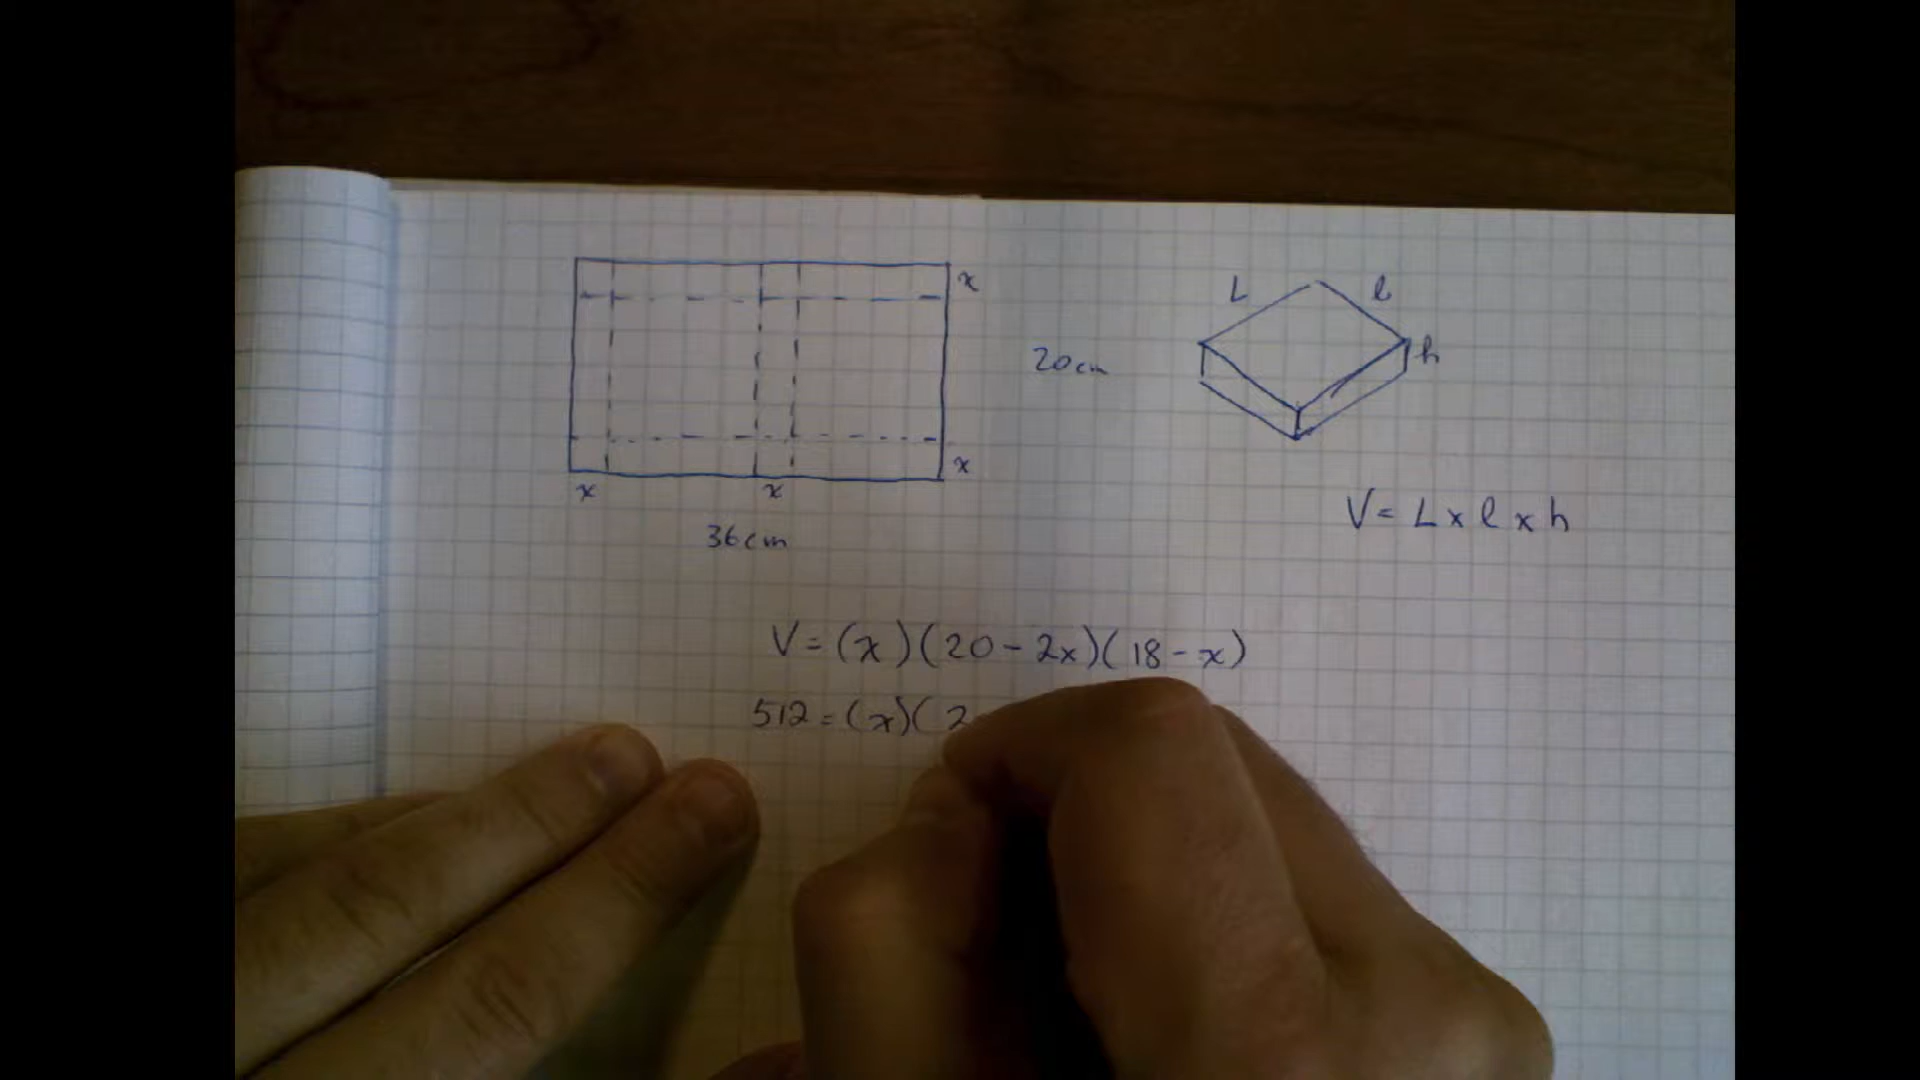 x
L l
20cm
h
x
x x
36cm
V = L x l x h
V = (x)(20 - 2x)(18 - x)
512 = (x)(2